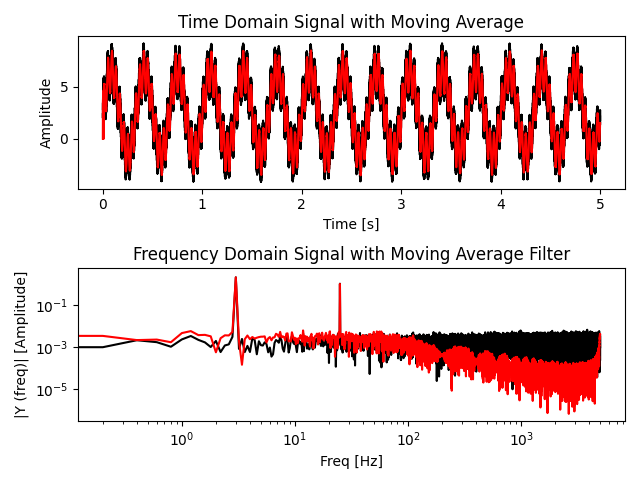 Time Domain Signal with Moving Average
Amplitude
5
0
0 1 2 3 4 5
Time [s]
Frequency Domain Signal with Moving Average Filter
|Y (freq)| [Amplitude]
10⁻¹
10⁻³
10⁻⁵
10⁰ 10¹ 10² 10³
Freq [Hz]